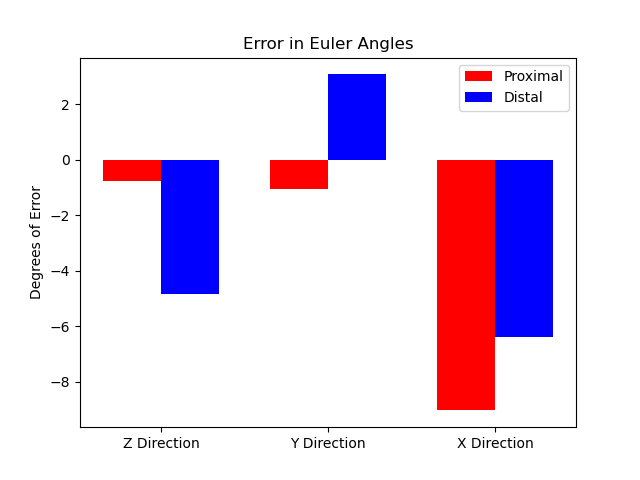 Error in Euler Angles
Proximal
Distal
Degrees of Error
2
0
−2
−4
−6
−8
Z Direction
Y Direction
X Direction